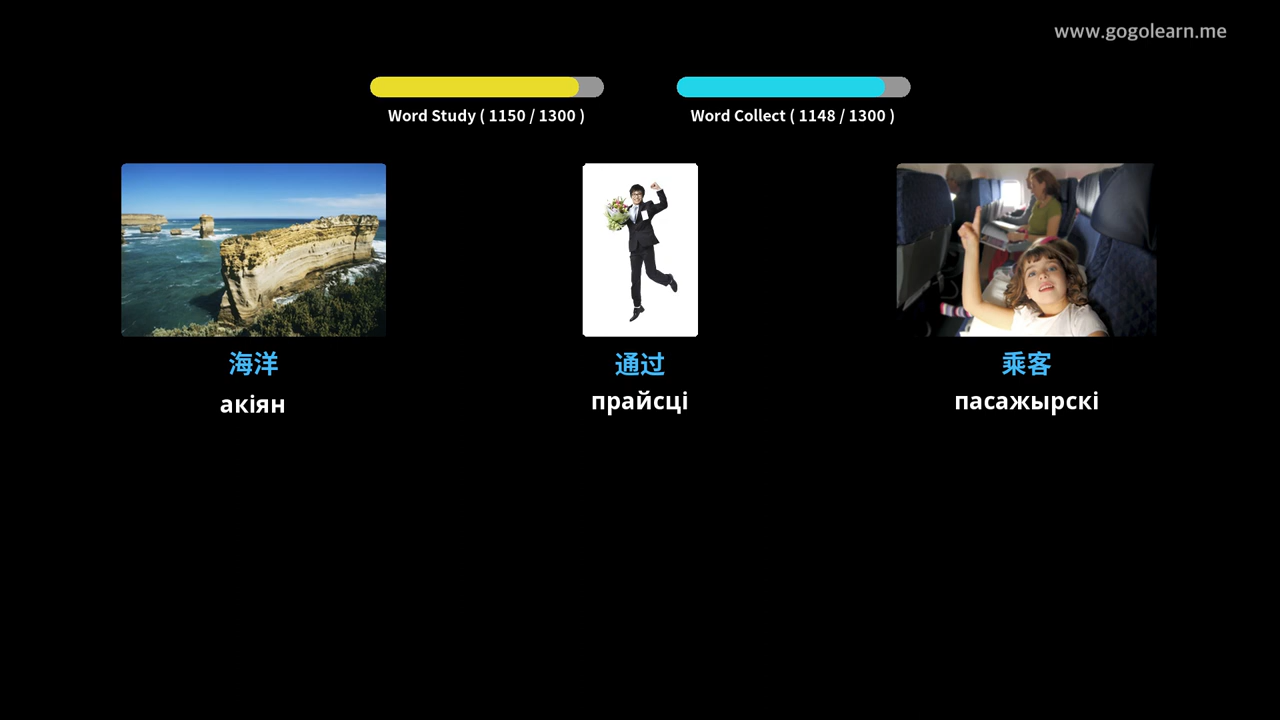 www.gogolearn.me
Word Study ( 1150 / 1300 )
Word Collect ( 1148 / 1300 )
海洋
акіян
通过
прайсці
乘客
пасажырскі